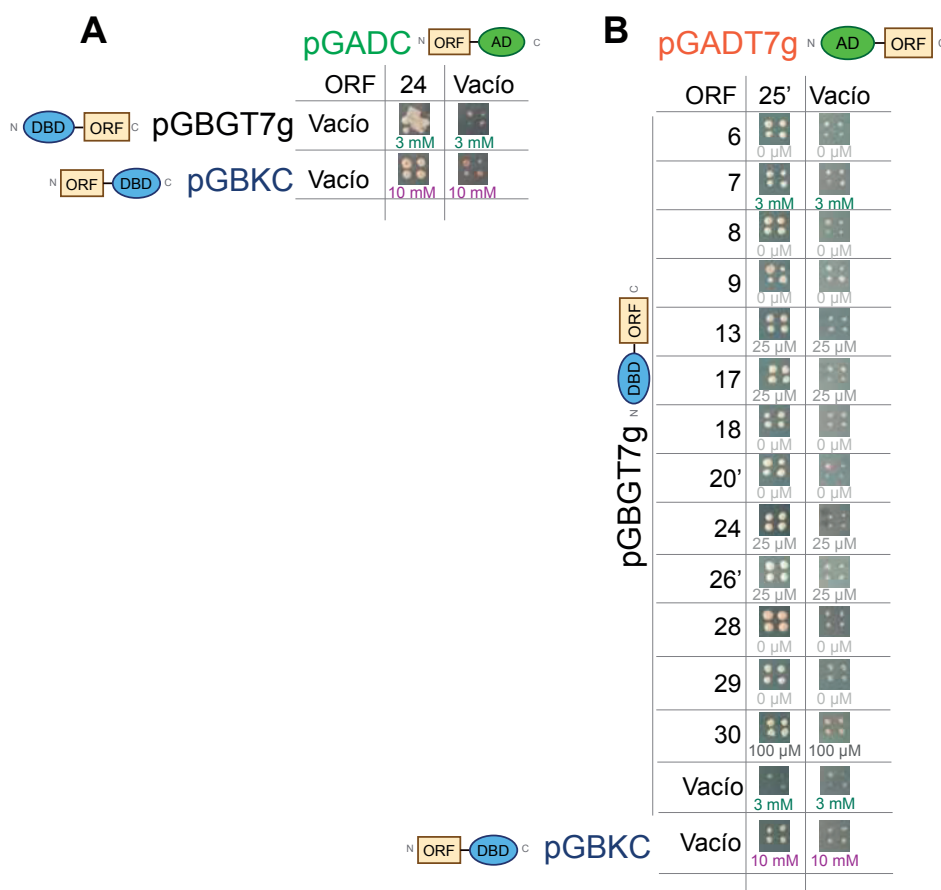 A
pGADC N ORF AD C
ORF 24 Vacío
N DBD ORF C pGBGT7g Vacío
3 mM 3 mM
N ORF DBD C pGBKC Vacío
10 mM 10 mM
B
pGADT7g N AD ORF C
ORF 25’ Vacío
pGBGT7g N DBD ORF C
6
0 µM 0 µM
7
3 mM 3 mM
8
0 µM 0 µM
9
0 µM 0 µM
13
25 µM 25 µM
17
25 µM 25 µM
18
0 µM 0 µM
20’
0 µM 0 µM
24
25 µM 25 µM
26’
25 µM 25 µM
28
0 µM 0 µM
29
0 µM 0 µM
30
100 µM 100 µM
Vacío
3 mM 3 mM
N ORF DBD C pGBKC Vacío
10 mM 10 mM